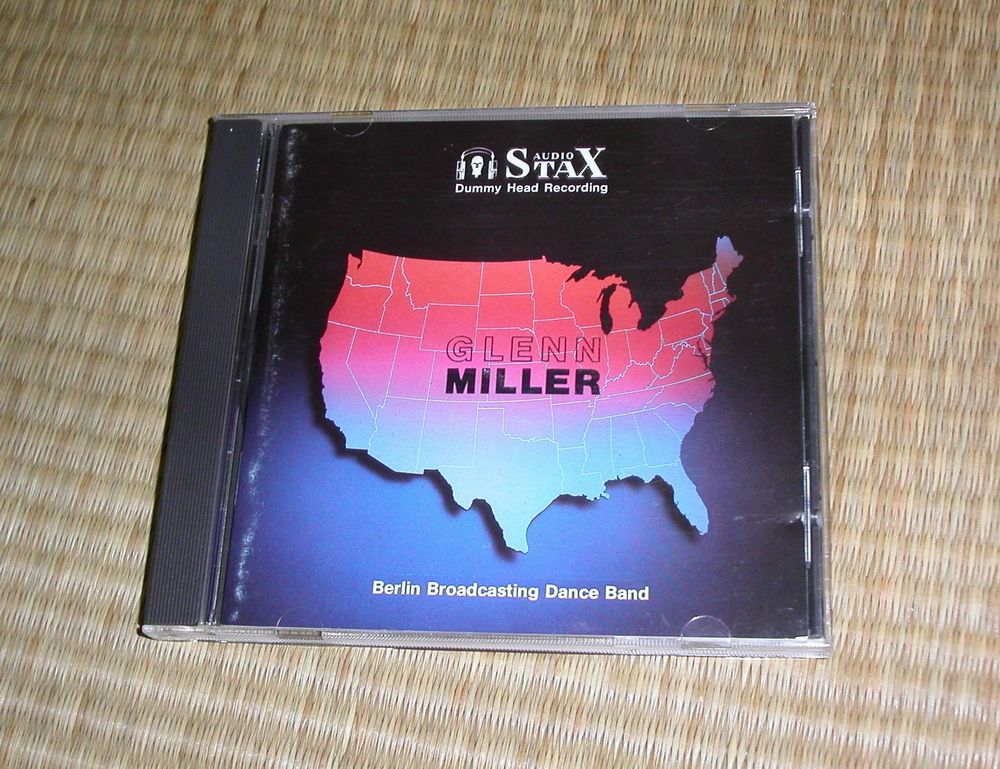 STAX AUDIO
Dummy Head Recording
GLENN
MILLER
Berlin Broadcasting Dance Band